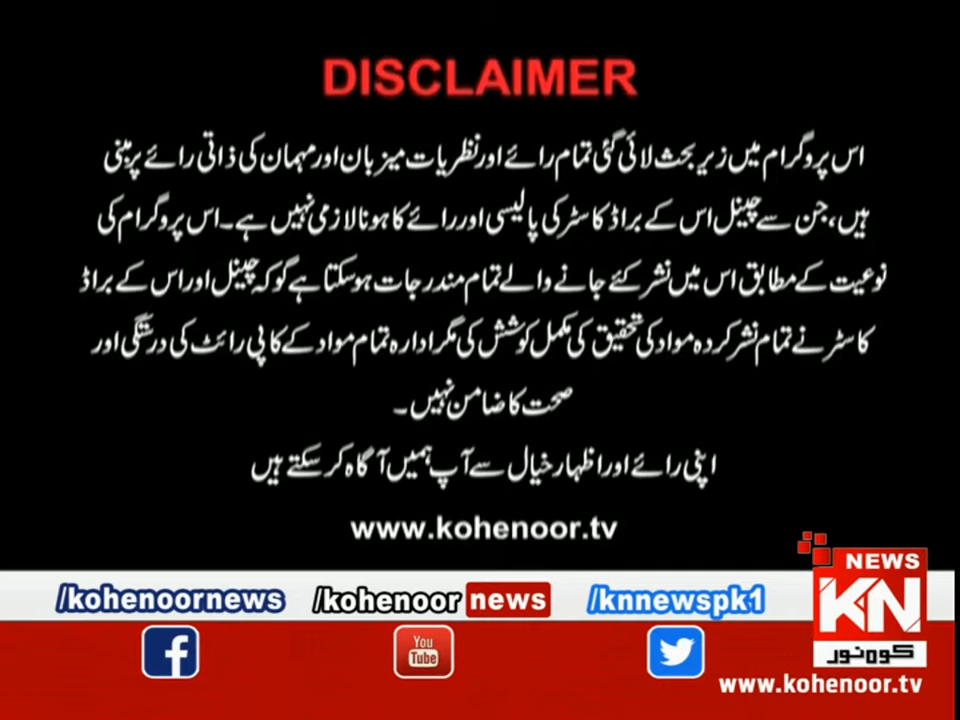 DISCLAIMER
اس پروگرام میں زیر بحث لائی گئی تمام رائے اور نظریات میزبان اور مہمان کی ذاتی رائے پر مبنی
ہیں، جن سے چینل اس کے براڈ کاسٹر کی پالیسی اور رائے کا ہونا لازمی نہیں ہے۔ اس پروگرام کی
نوعیت کے مطابق اس میں نشر کئے جانے والے تمام مندرجات ہو سکتا ہے گو کہ چینل اور اس کے براڈ
کاسٹر نے تمام نشر کردہ مواد کی تحقیق کی مکمل کوشش کی مگر ادارہ تمام مواد کے کاپی رائٹ کی درستگی اور
صحت کا ضامن نہیں۔
اپنی رائے اور اظہار خیال سے آپ ہمیں آگاہ کر سکتے ہیں
www.kohenoor.tv
/kohenoornews /kohenoor news /knnewspk1
You
Tube
NEWS
KN
کوہ نور
www.kohenoor.tv